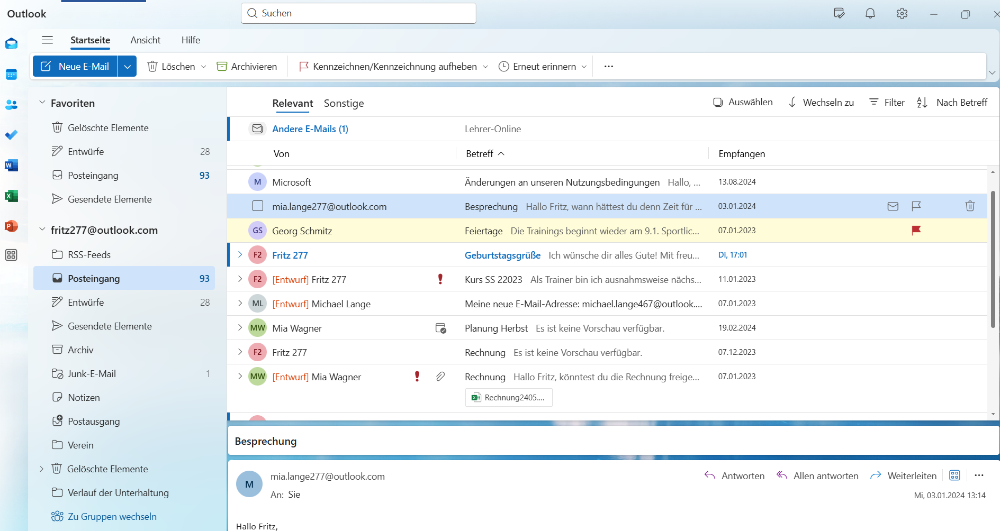 Outlook
Suchen
Startseite Ansicht Hilfe
Neue E-Mail Löschen Archivieren Kennzeichnen/Kennzeichnung aufheben Erneut erinnern ...
Favoriten
Gelöschte Elemente
Entwürfe 28
Posteingang 93
Gesendete Elemente
fritz277@outlook.com
RSS-Feeds
Posteingang 93
Entwürfe 28
Gesendete Elemente
Archiv
Junk-E-Mail 1
Notizen
Postausgang
Verein
Gelöschte Elemente
Verlauf der Unterhaltung
Zu Gruppen wechseln
Relevant Sonstige Auswählen Wechseln zu Filter Nach Betreff
Andere E-Mails (1) Lehrer-Online
Von Betreff Empfangen
M Microsoft Änderungen an unseren Nutzungsbedingungen Hallo, ... 13.08.2024
mia.lange277@outlook.com Besprechung Hallo Fritz, wann hättest du denn Zeit für ... 03.01.2024
GS Georg Schmitz Feiertage Die Trainings beginnt wieder am 9.1. Sportlic... 07.01.2023
F2 Fritz 277 Geburtstagsgrüße Ich wünsche dir alles Gute! Mit freu... Di, 17:01
F2 [Entwurf] Fritz 277 Kurs SS 22023 Als Trainer bin ich ausnahmsweise nächs... 11.01.2023
ML [Entwurf] Michael Lange Meine neue E-Mail-Adresse: michael.lange467@outlook.... 07.01.2023
MW Mia Wagner Planung Herbst Es ist keine Vorschau verfügbar. 19.02.2024
F2 Fritz 277 Rechnung Es ist keine Vorschau verfügbar. 07.12.2023
MW [Entwurf] Mia Wagner Rechnung Hallo Fritz, könntest du die Rechnung freige... 07.01.2023
Rechnung2405....
Besprechung
M mia.lange277@outlook.com Antworten Allen antworten Weiterleiten ...
An: Sie Mi, 03.01.2024 13:14
Hallo Fritz,